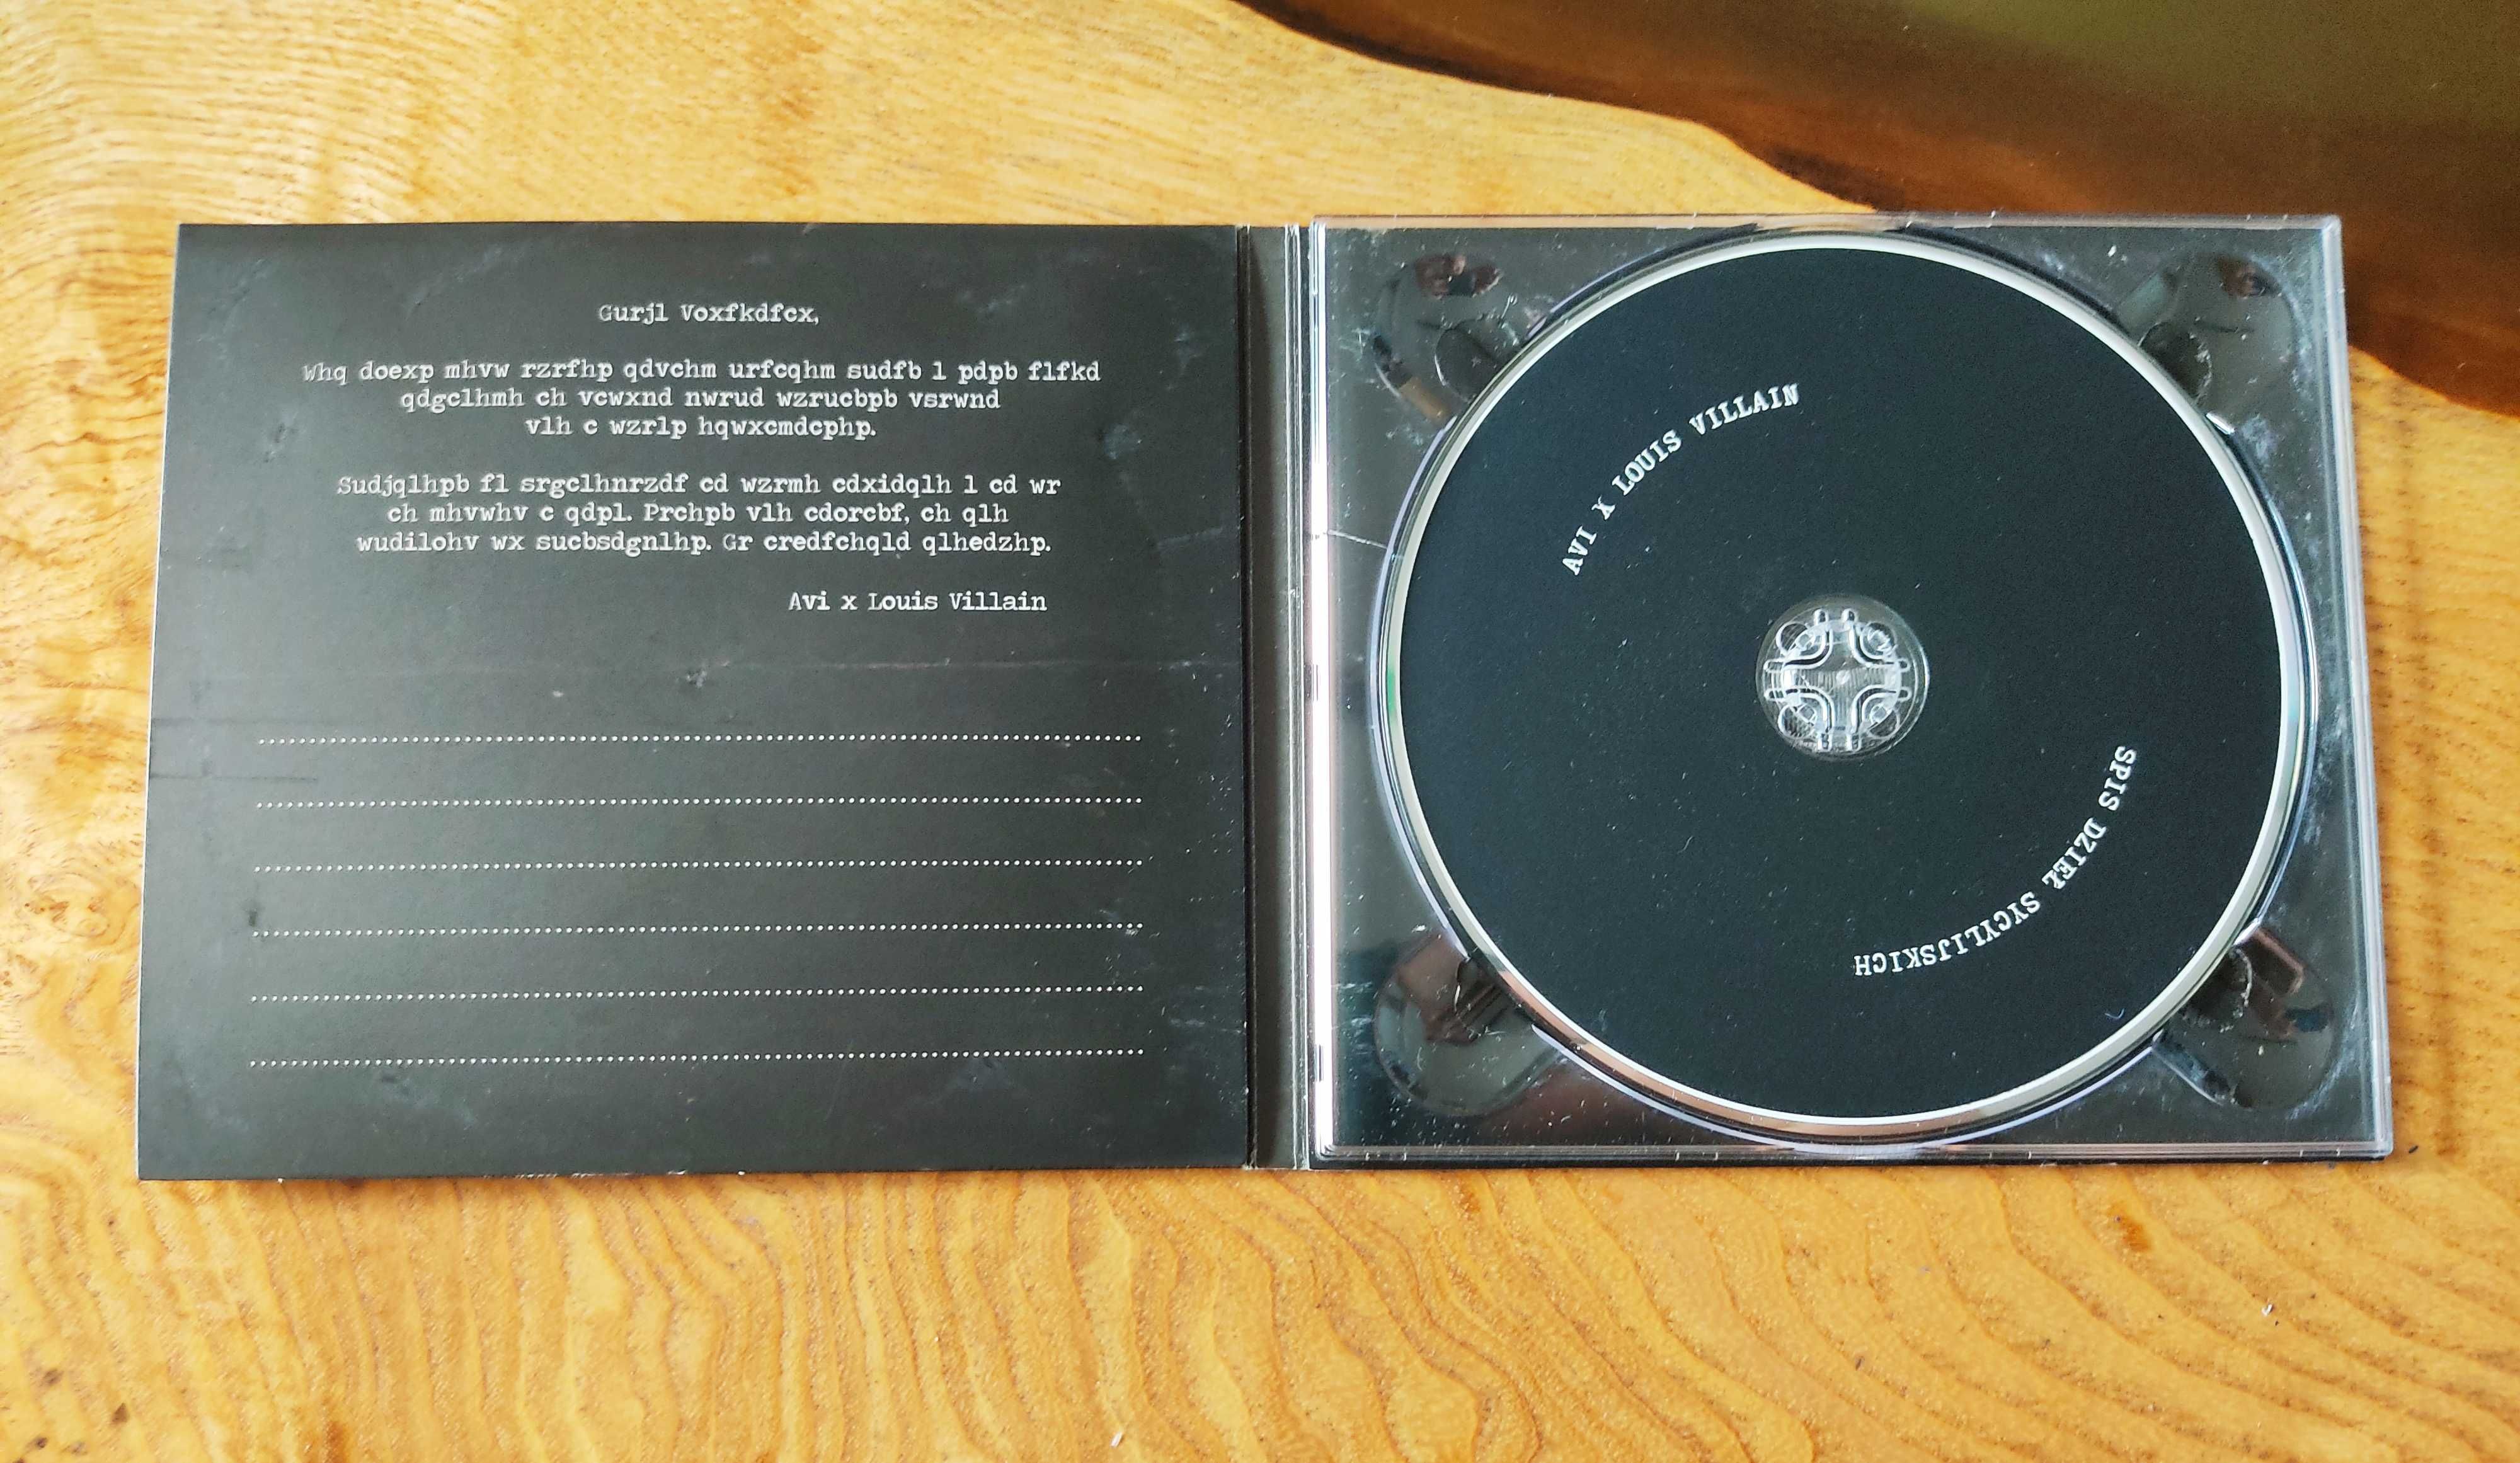 Gurjl Voxfkdfcx,
Whq doexp mhvw rzrfhp qdvchm urfcqhm sudfb l pdpb flfkd
qdgclhmh ch vcwxnd nwrud wzrucbpb vsrwnd
vlh c wzrlp hqwxcmdcphp.
Sudjqlhpb fl srgclhnrzdf cd wzrmh cdxidqlh l cd wr
ch mhvwhv c qdpl. Prchpb vlh cdorcbf, ch qlh
wudilohv wx sucbsdgnlhp. Gr credfchqld qlhedzhp.
Avi x Louis Villain
AVI X LOUIS VILLAIN
SPIS DZIEŁ SYCYLIJSKICH